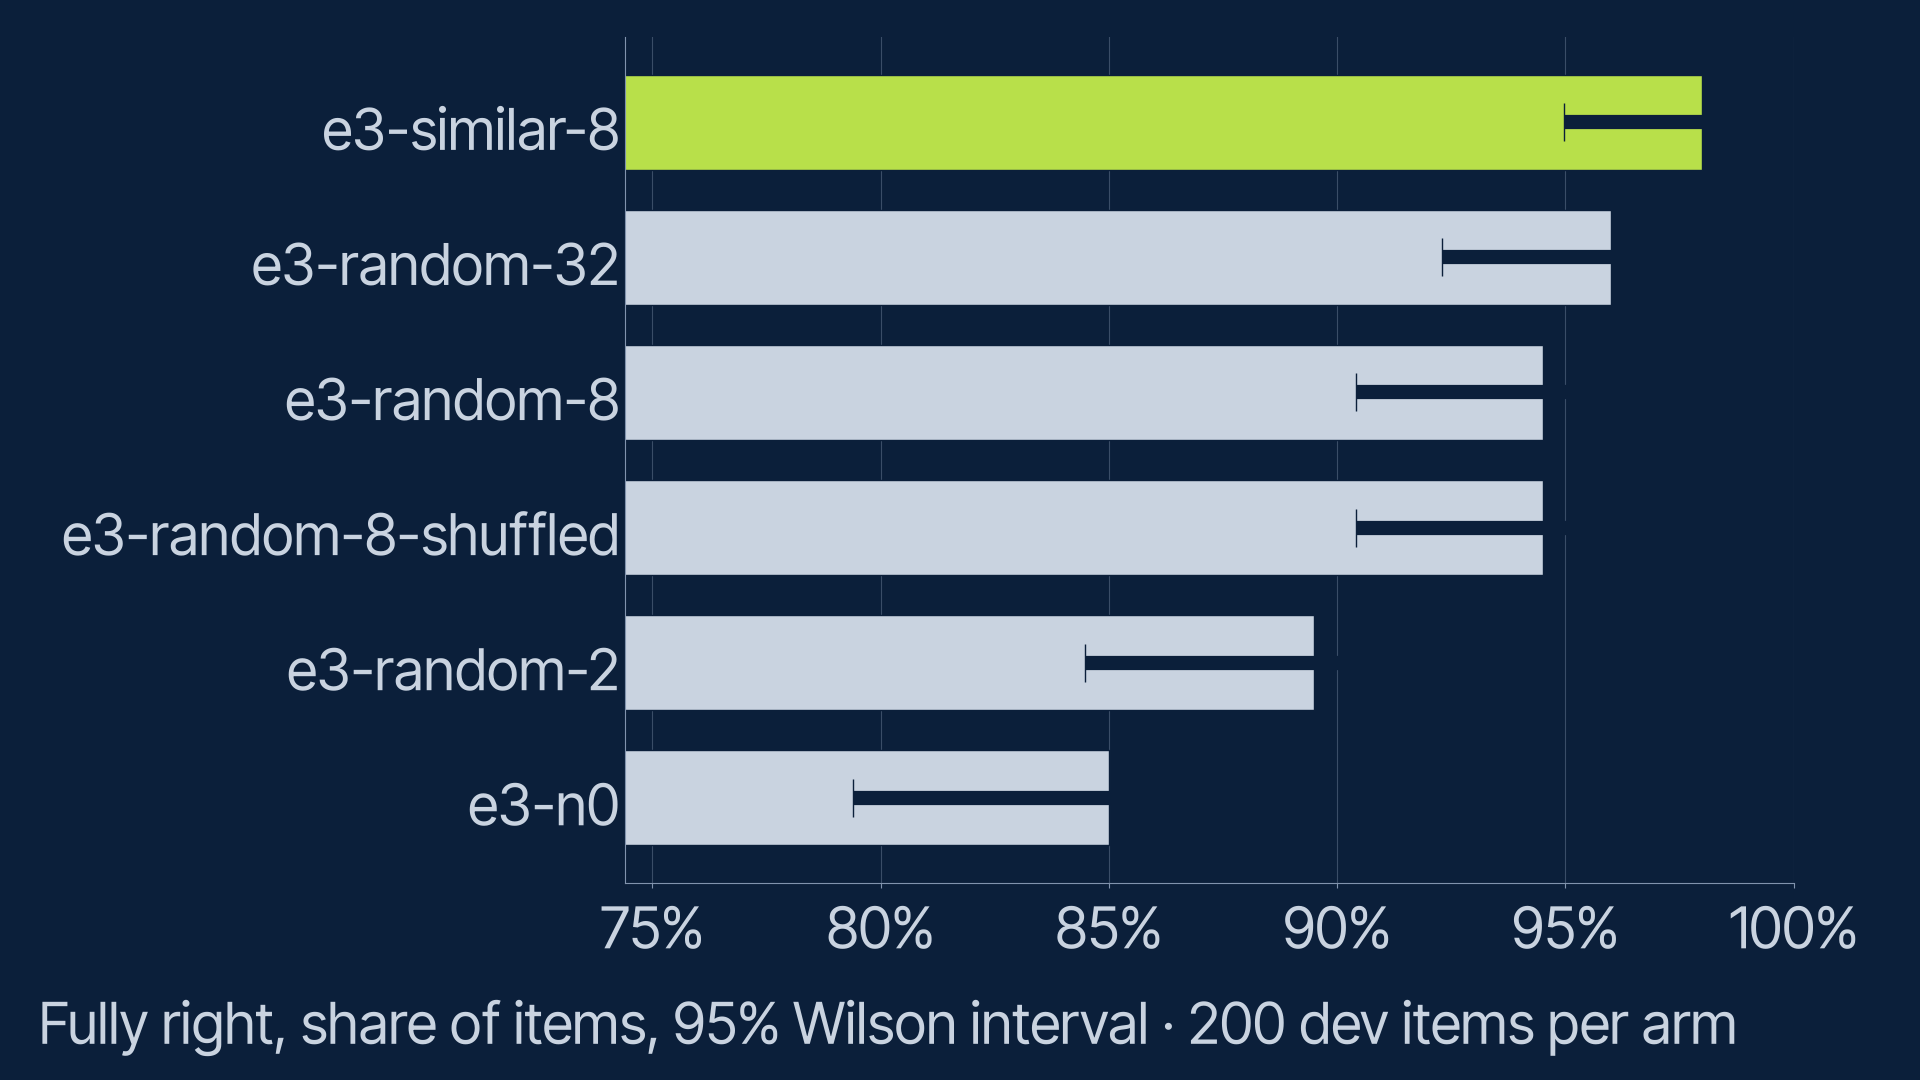 e3-similar-8
e3-random-32
e3-random-8
e3-random-8-shuffled
e3-random-2
e3-n0
75% 80% 85% 90% 95% 100%
Fully right, share of items, 95% Wilson interval · 200 dev items per arm